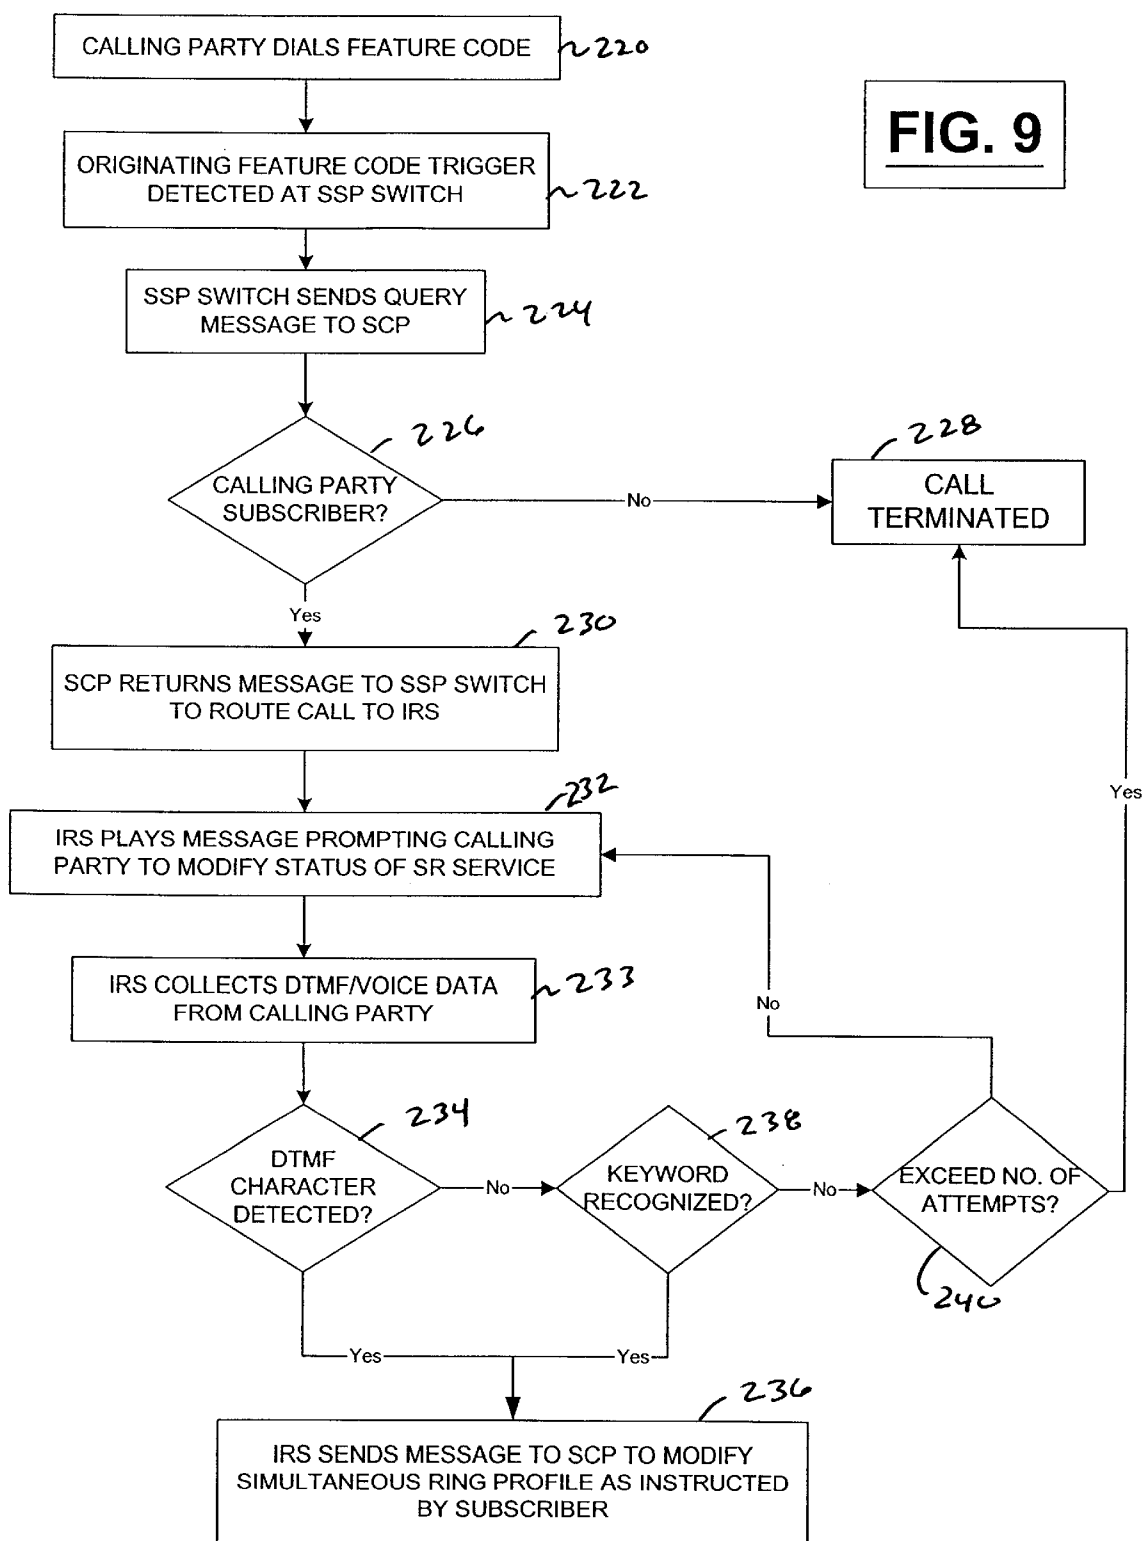 CALLING PARTY DIALS FEATURE CODE
220
FIG. 9
ORIGINATING FEATURE CODE TRIGGER
DETECTED AT SSP SWITCH
222
SSP SWITCH SENDS QUERY
MESSAGE TO SCP
224
226
CALLING PARTY
SUBSCRIBER?
No
228
CALL
TERMINATED
Yes
230
SCP RETURNS MESSAGE TO SSP SWITCH
TO ROUTE CALL TO IRS
232
IRS PLAYS MESSAGE PROMPTING CALLING
PARTY TO MODIFY STATUS OF SR SERVICE
Yes
IRS COLLECTS DTMF/VOICE DATA
FROM CALLING PARTY
233
No
234
DTMF
CHARACTER
DETECTED?
No
238
KEYWORD
RECOGNIZED?
No
EXCEED NO. OF
ATTEMPTS?
240
Yes
Yes
236
IRS SENDS MESSAGE TO SCP TO MODIFY
SIMULTANEOUS RING PROFILE AS INSTRUCTED
BY SUBSCRIBER